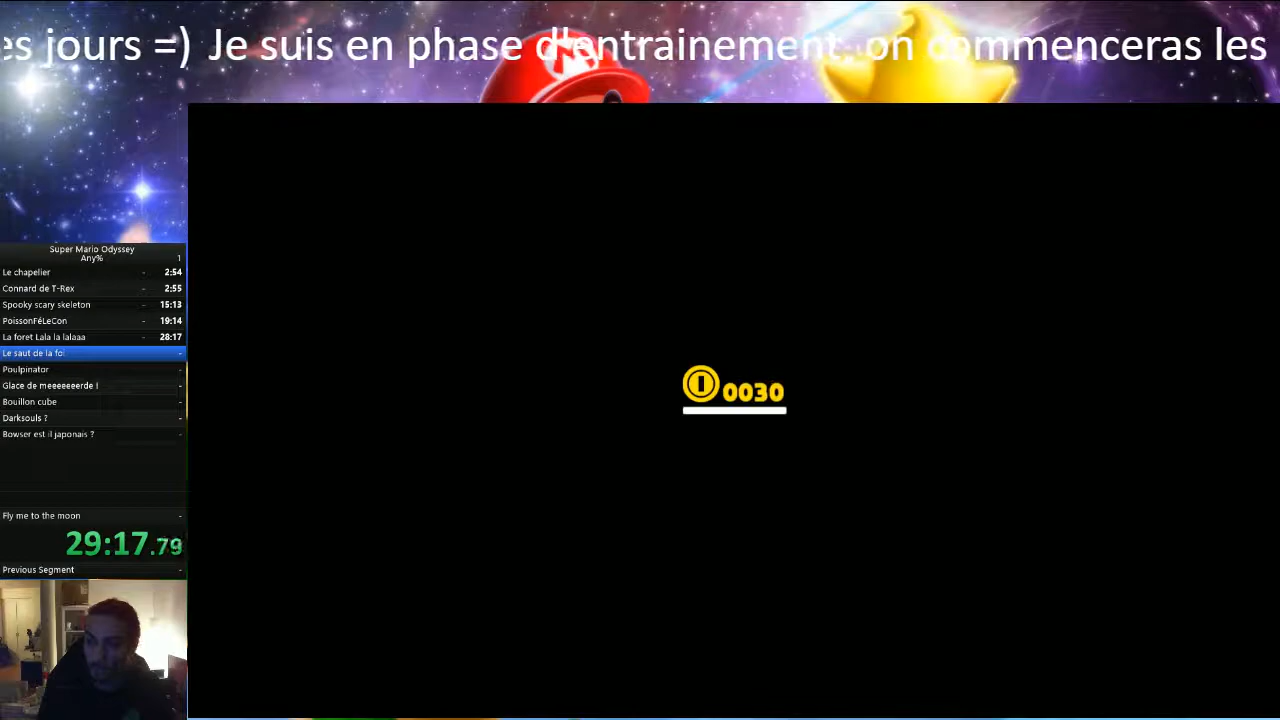 es jours =) Je suis en phase d'entrainement, on commenceras les
Super Mario Odyssey
Any% 1
Le chapelier - 2:54
Connard de T-Rex - 2:55
Spooky scary skeleton - 15:13
PoissonFéLeCon - 19:14
La foret Lala la lalaaa - 28:17
Le saut de la foi -
Poulpinator -
Glace de meeeeeeerde ! -
Bouillon cube -
Darksouls ? -
Bowser est il japonais ? -
0030
Fly me to the moon -
29:17.79
Previous Segment -